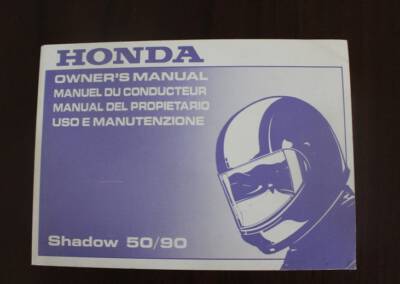 HONDA
OWNER'S MANUAL
MANUEL DU CONDUCTEUR
MANUAL DEL PROPIETARIO
USO E MANUTENZIONE
Shadow 50/90